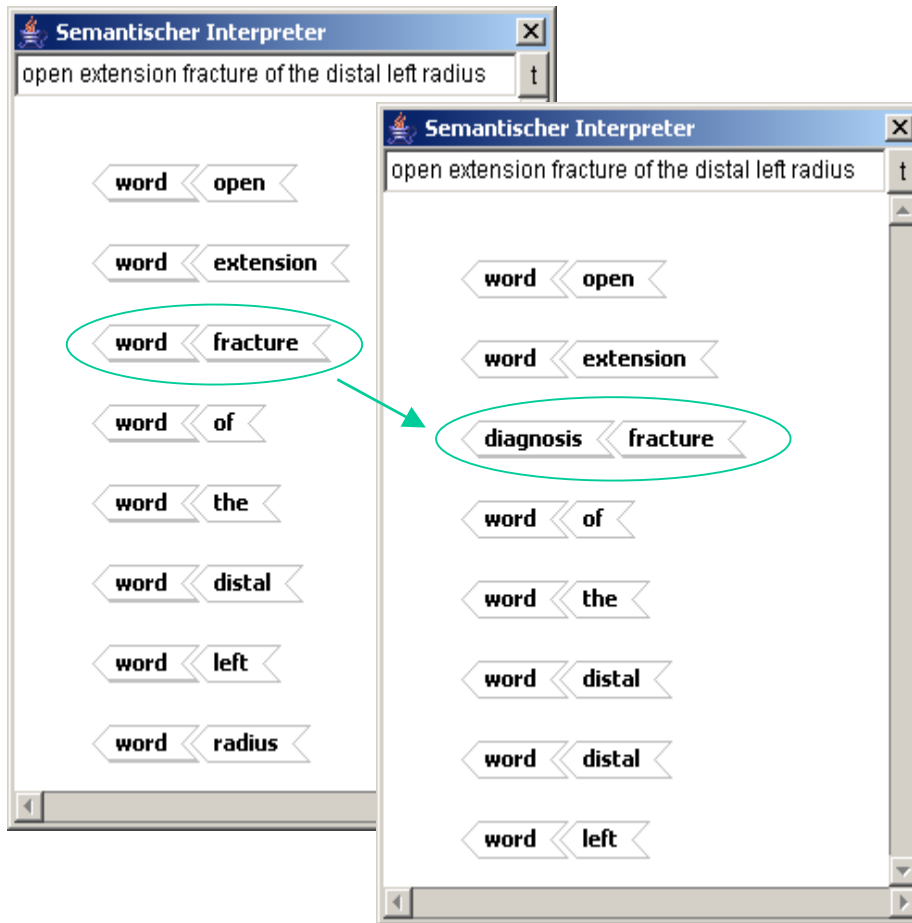 Semantischer Interpreter
open extension fracture of the distal left radius
t
word open
word extension
word fracture
word of
word the
word distal
word left
word radius
Semantischer Interpreter
open extension fracture of the distal left radius
t
word open
word extension
diagnosis fracture
word of
word the
word distal
word distal
word left